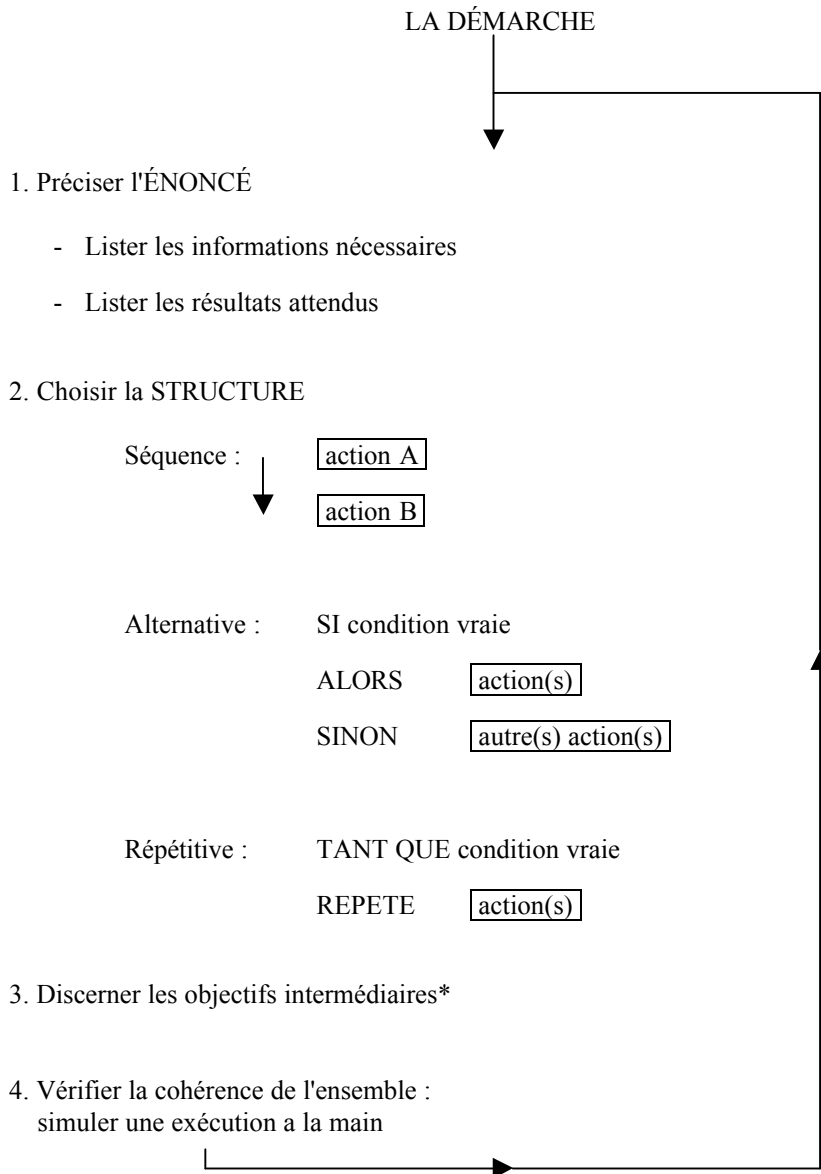 LA DÉMARCHE
1. Préciser l'ÉNONCÉ
- Lister les informations nécessaires
- Lister les résultats attendus
2. Choisir la STRUCTURE
Séquence : action A
action B
Alternative : SI condition vraie
ALORS action(s)
SINON autre(s) action(s)
Répétitive : TANT QUE condition vraie
REPETE action(s)
3. Discerner les objectifs intermédiaires*
4. Vérifier la cohérence de l'ensemble :
simuler une exécution a la main